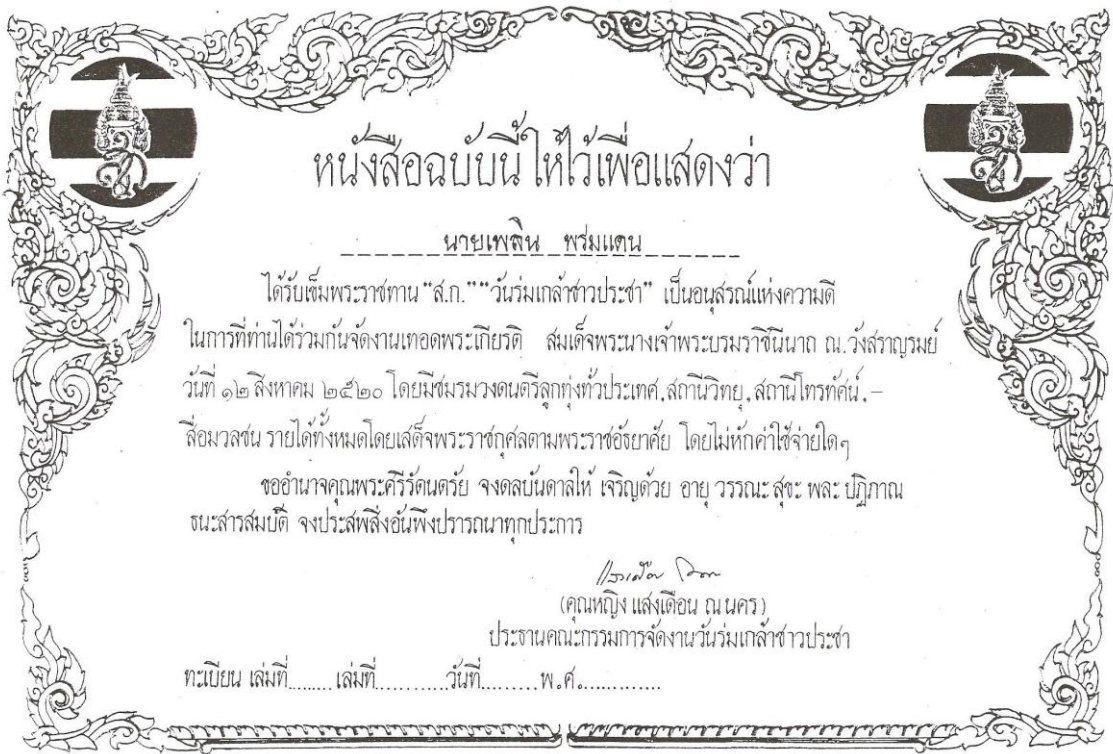 หนังสือฉบับนี้ให้ไว้เพื่อแสดงว่า
นายเพลิน พรหมแดน
ได้รับเข็มพระราชทาน "ส.ก." "วันร่มเกล้าชาวประชา" เป็นอนุสรณ์แห่งความดี
ในการที่ท่านได้ร่วมกันจัดงานเทอดพระเกียรติ สมเด็จพระนางเจ้าพระบรมราชินีนาถ ณ.วังสราญรมย์
วันที่ ๑๒ สิงหาคม ๒๕๒๐ โดยมีชมรมวงดนตรีลูกทุ่งทั่วประเทศ,สถานีวิทยุ,สถานีโทรทัศน์,-
สื่อมวลชน รายได้ทั้งหมดโดยเสด็จพระราชกุศลตามพระราชอัธยาศัย โดยไม่หักค่าใช้จ่ายใดๆ
ขออำนาจคุณพระศรีรัตนตรัย จงดลบันดาลให้ เจริญด้วย อายุ วรรณะ สุขะ พละ ปฏิภาณ
ธนะสารสมบัติ จงประสพสิ่งอันพึงปรารถนาทุกประการ
(คุณหญิง แสงเดือน ณ นคร)
ประธานคณะกรรมการจัดงานวันร่มเกล้าชาวประชา
ทะเบียน เล่มที่........เล่มที่...........วันที่.........พ.ศ.............